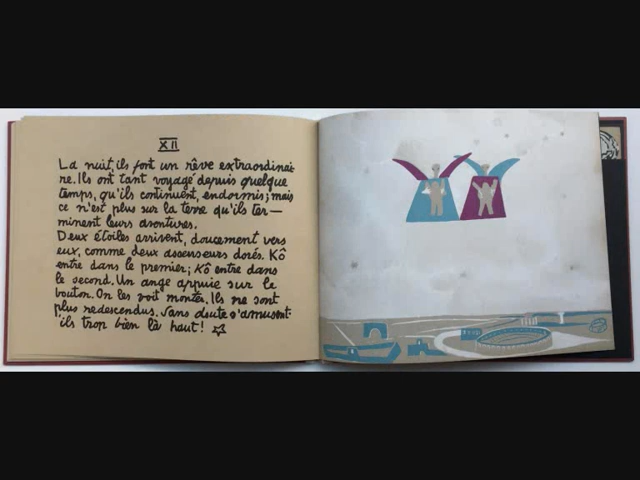 XII
La nuit, ils font un rêve extraordinai-
re. Ils ont tant voyagé depuis quelque
temps, qu'ils continuent, endormis; mais
ce n'est plus sur la terre qu'ils ter—
minent leurs aventures.
Deux étoiles arrivent, doucement vers
eux, comme deux ascenseurs dorés. Kô
entre dans le premier; Kô entre dans
le second. Un ange appuie sur le
bouton. On les voit monter. Ils ne sont
plus redescendus. Sans doute s'amusent-
ils trop bien là haut!